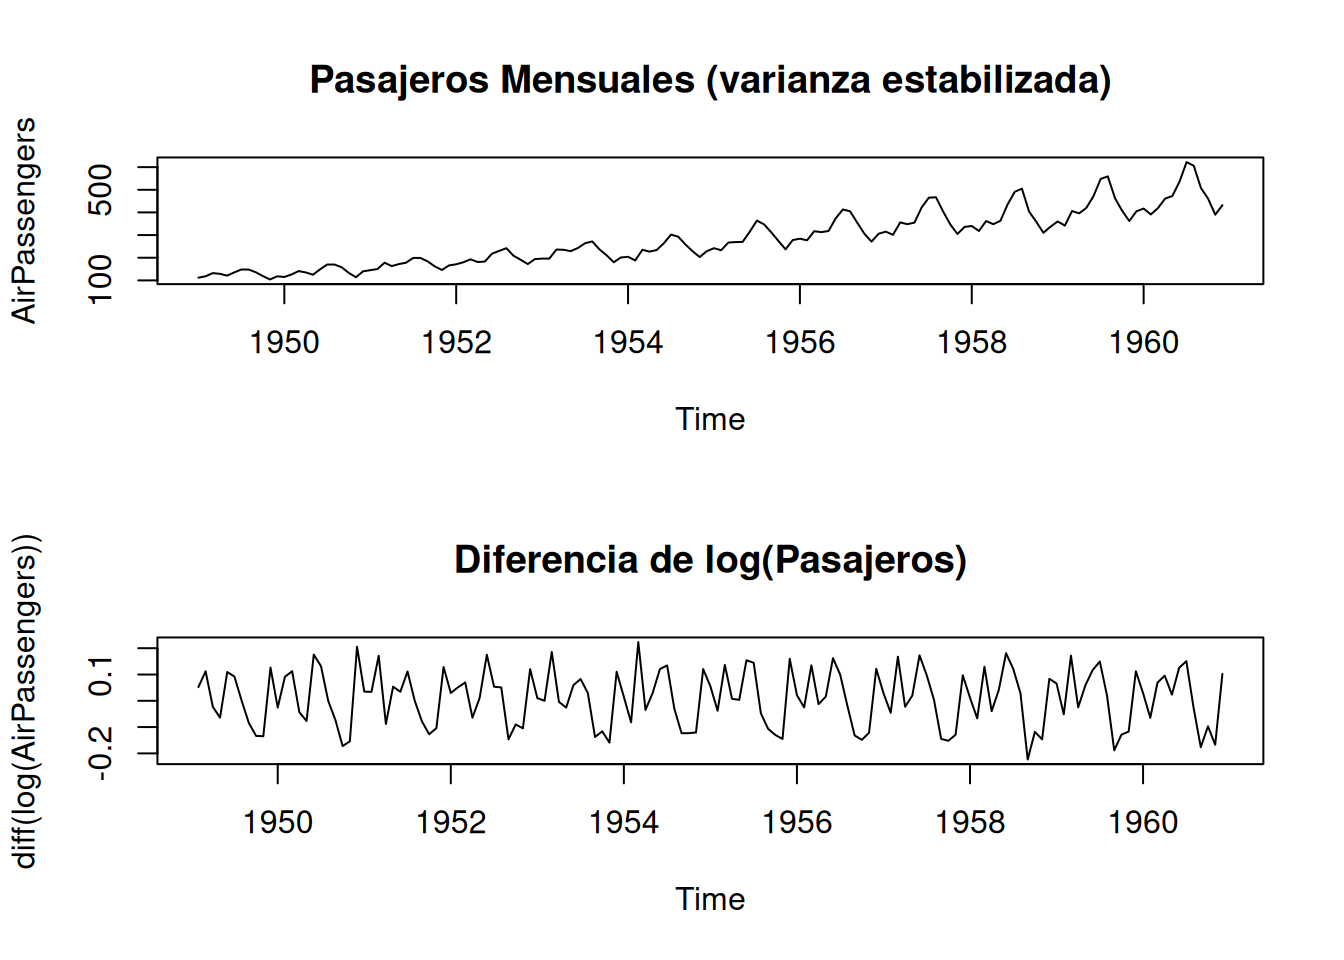 Pasajeros Mensuales (varianza estabilizada)
AirPassengers
500
100
1950 1952 1954 1956 1958 1960
Time
Diferencia de log(Pasajeros)
diff(log(AirPassengers))
0.1
-0.2
1950 1952 1954 1956 1958 1960
Time